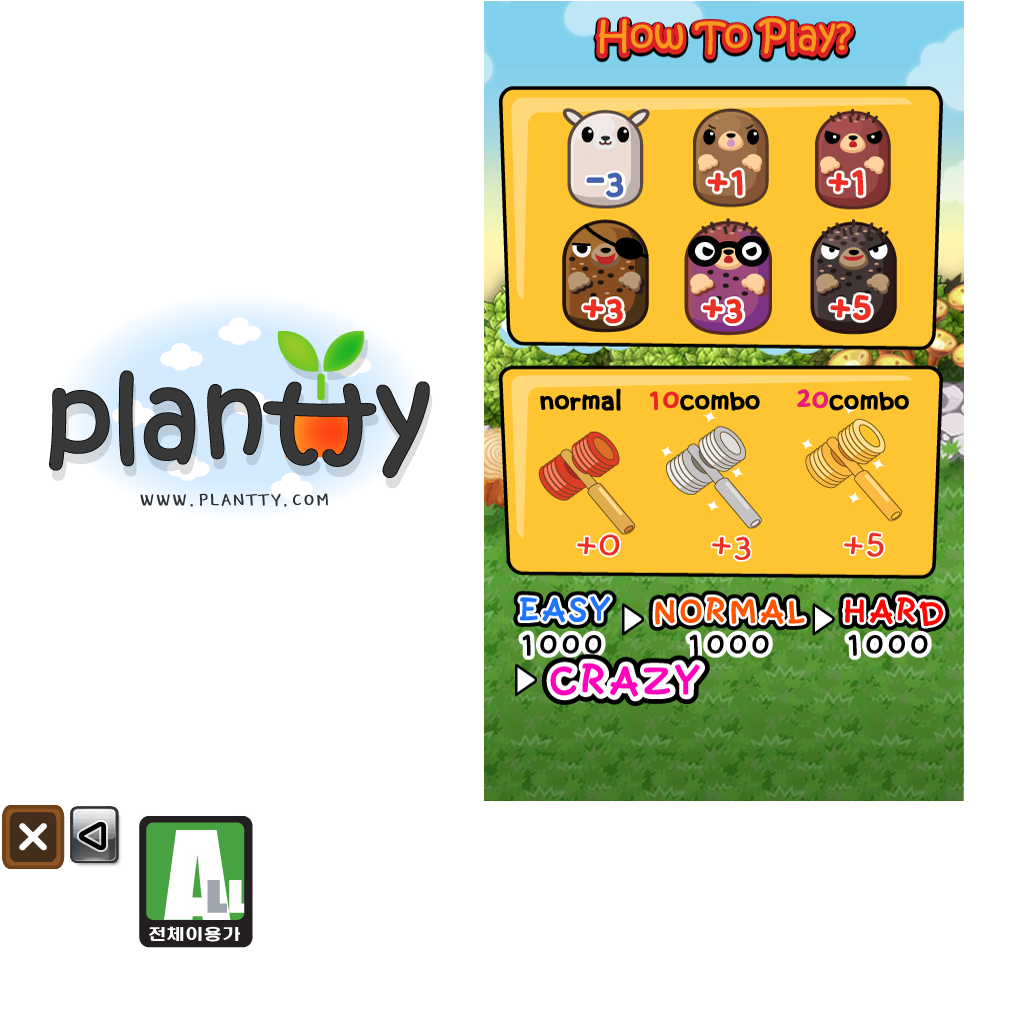 plantty
WWW.PLANTTY.COM
How To Play?
-3 +1 +1
+3 +3 +5
normal 10combo 20combo
+0 +3 +5
EASY NORMAL HARD
1000 1000 1000
CRAZY
ALL
전체이용가